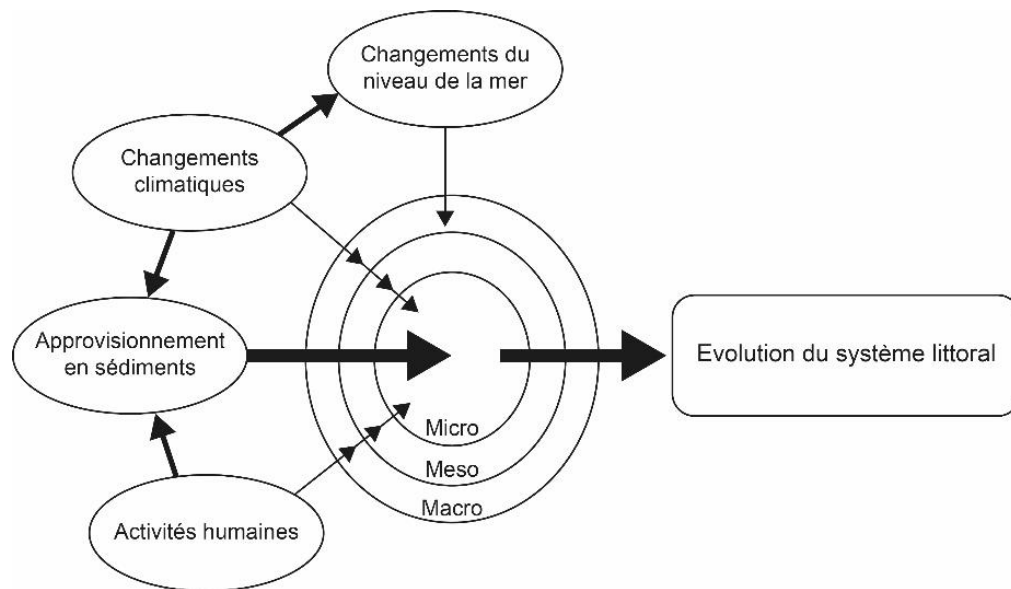 Changements du
niveau de la mer
Changements
climatiques
Approvisionnement
en sédiments
Evolution du système littoral
Micro
Meso
Macro
Activités humaines